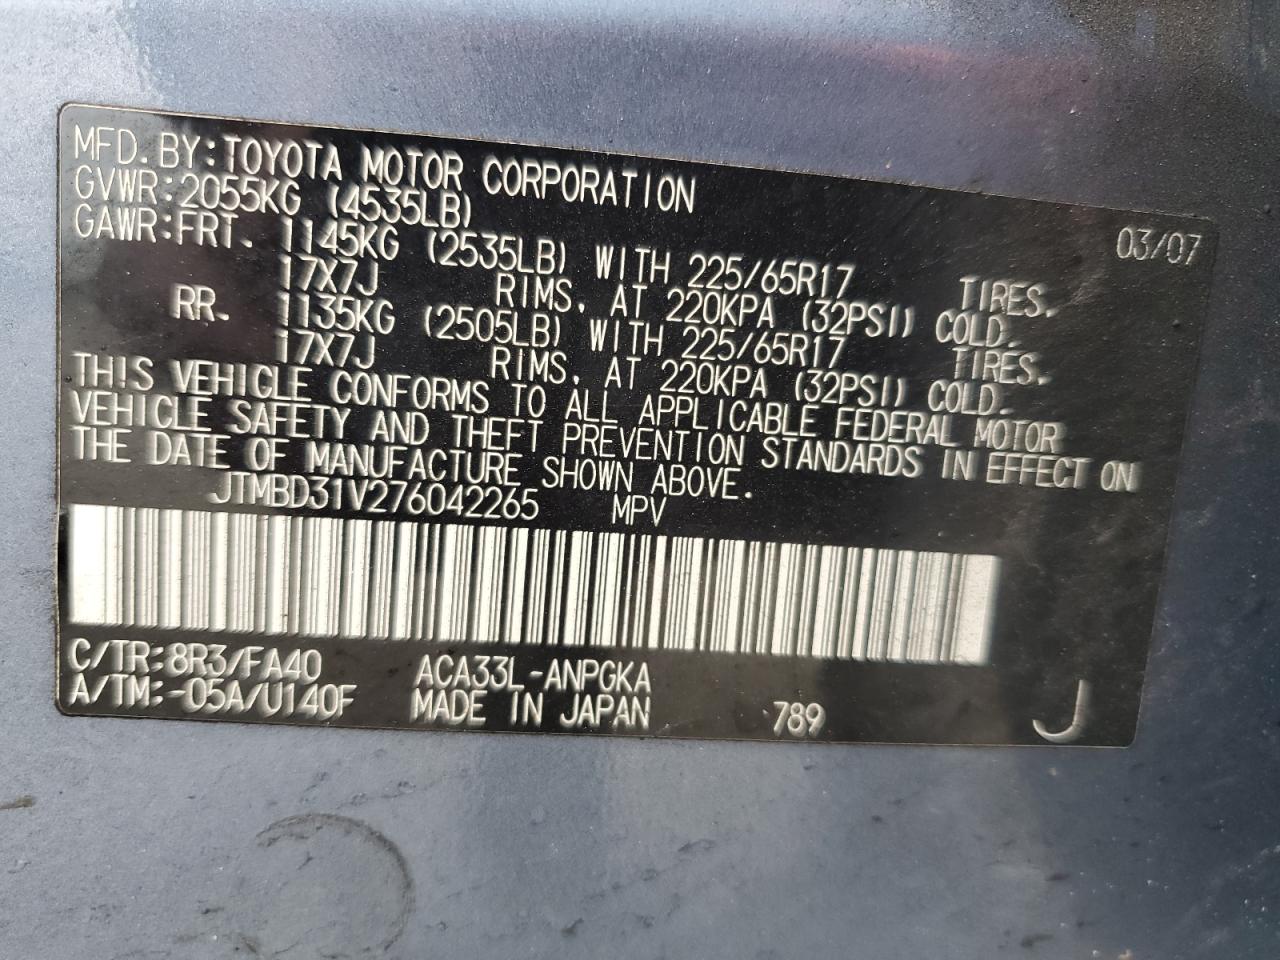 MFD. BY: TOYOTA MOTOR CORPORATION 03/07
GVWR: 2055KG (4535LB)
GAWR: FRT. 1145KG (2535LB) WITH 225/65R17 TIRES.
17X7J RIMS, AT 220KPA (32PSI) COLD.
RR. 1135KG (2505LB) WITH 225/65R17 TIRES.
17X7J RIMS, AT 220KPA (32PSI) COLD.
THIS VEHICLE CONFORMS TO ALL APPLICABLE FEDERAL MOTOR
VEHICLE SAFETY AND THEFT PREVENTION STANDARDS IN EFFECT ON
THE DATE OF MANUFACTURE SHOWN ABOVE.
JTMBD31V276042265 MPV
C/TR: 8R3/FA40 ACA33L-ANPGKA
A/TM: -05A/U140F MADE IN JAPAN 789 J